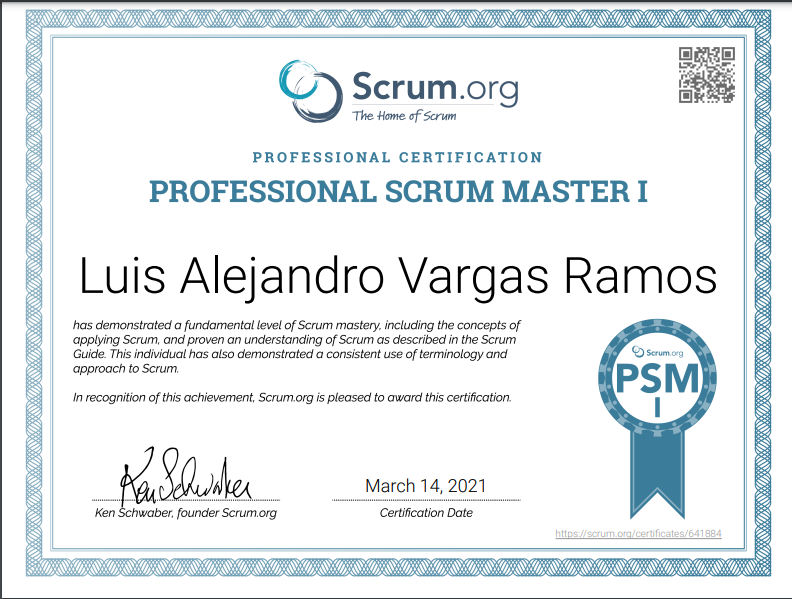 Scrum.org
The Home of Scrum
PROFESSIONAL CERTIFICATION
PROFESSIONAL SCRUM MASTER I
Luis Alejandro Vargas Ramos
has demonstrated a fundamental level of Scrum mastery, including the concepts of
applying Scrum, and proven an understanding of Scrum as described in the Scrum
Guide. This individual has also demonstrated a consistent use of terminology and
approach to Scrum.
In recognition of this achievement, Scrum.org is pleased to award this certification.
Scrum.org
PSM
I
Ken Schwaber
March 14, 2021
Ken Schwaber, founder Scrum.org
Certification Date
https://scrum.org/certificates/641884